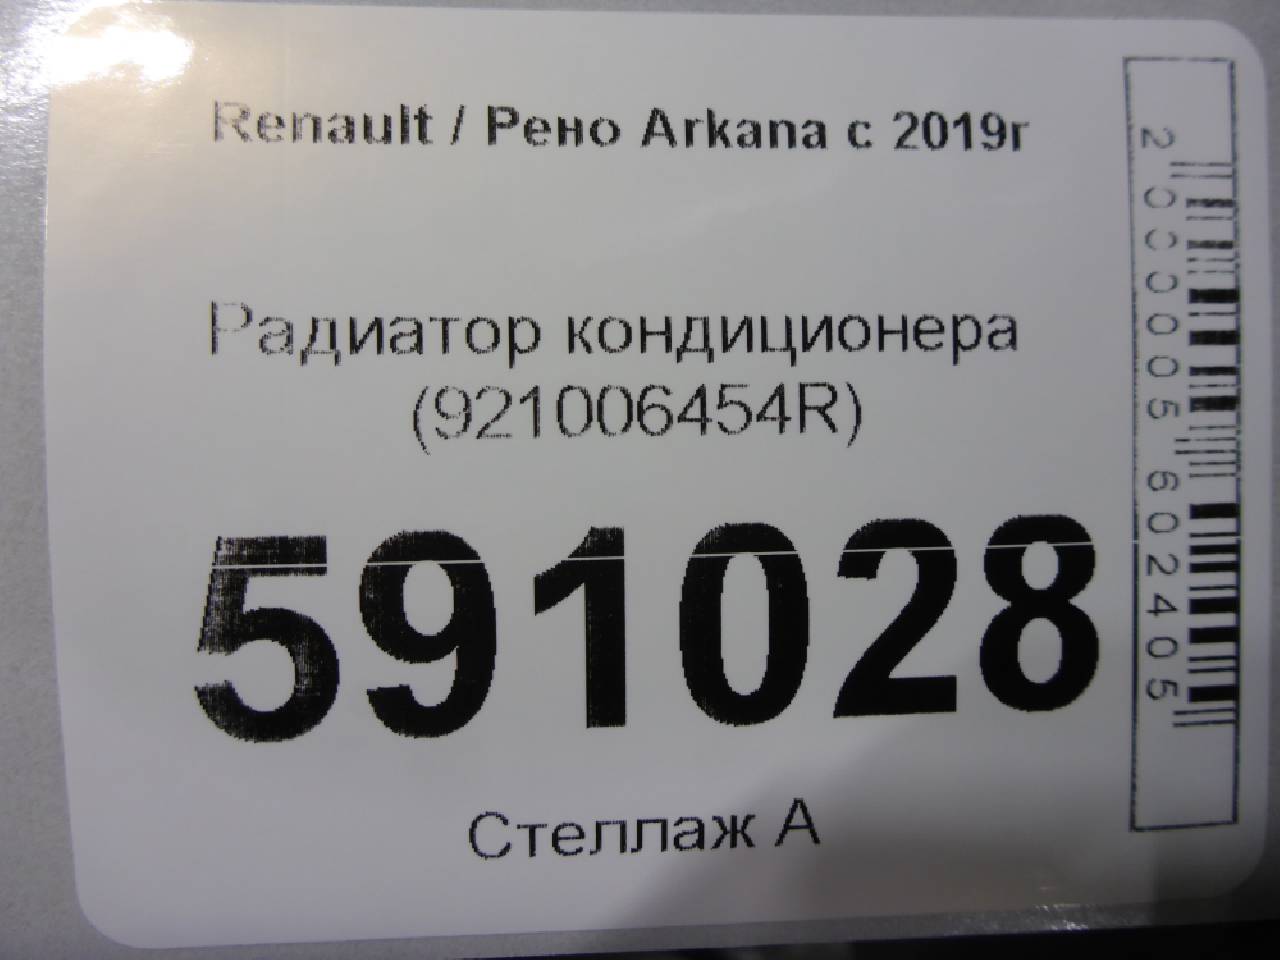 Renault / Рено Arkana с 2019г
Радиатор кондиционера
(921006454R)
591028
Стеллаж А
2000005602405